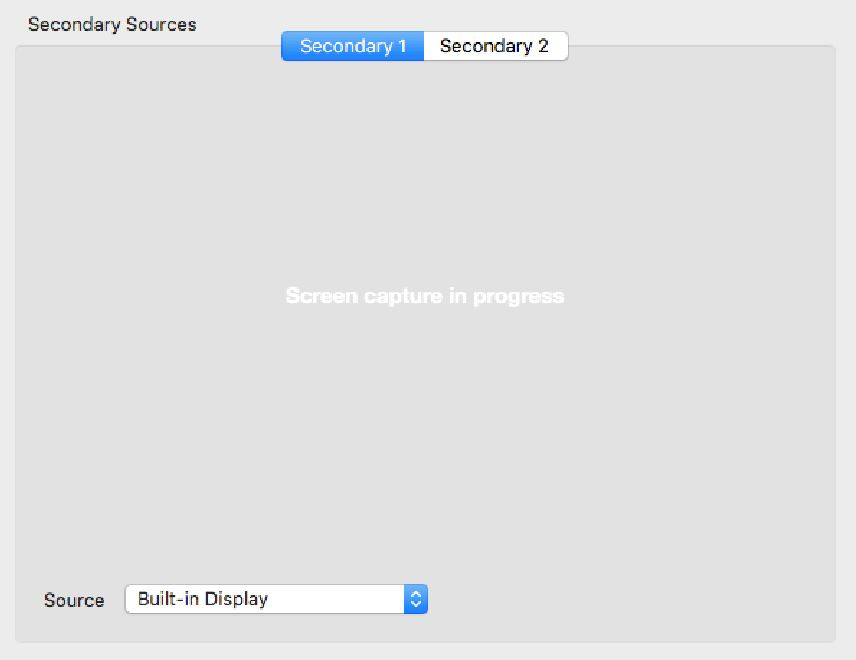 Secondary Sources
Secondary 1
Secondary 2
Screen capture in progress
Source
Built-in Display